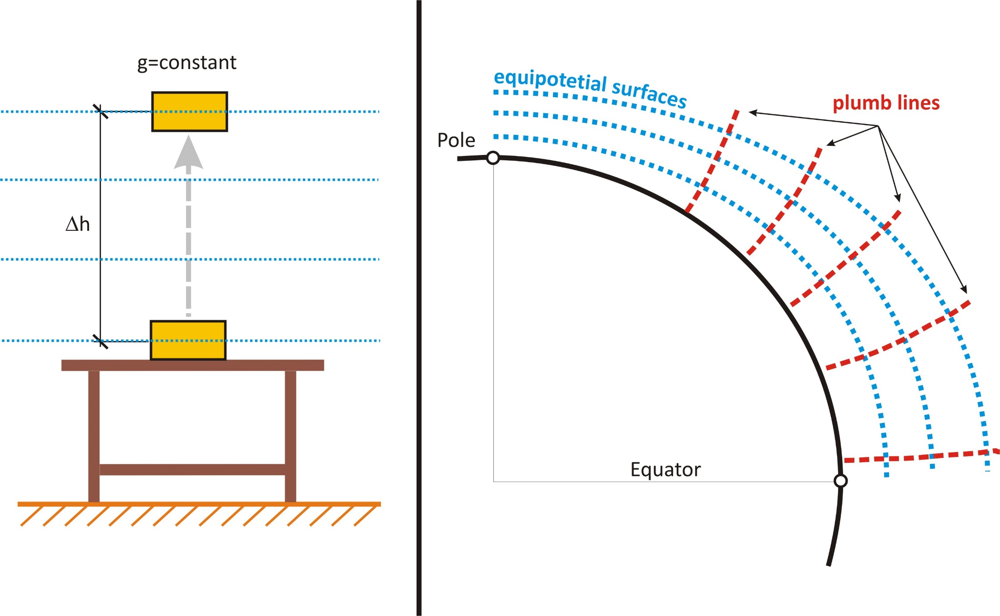 g=constant
Δh
equipotetial surfaces
plumb lines
Pole
Equator